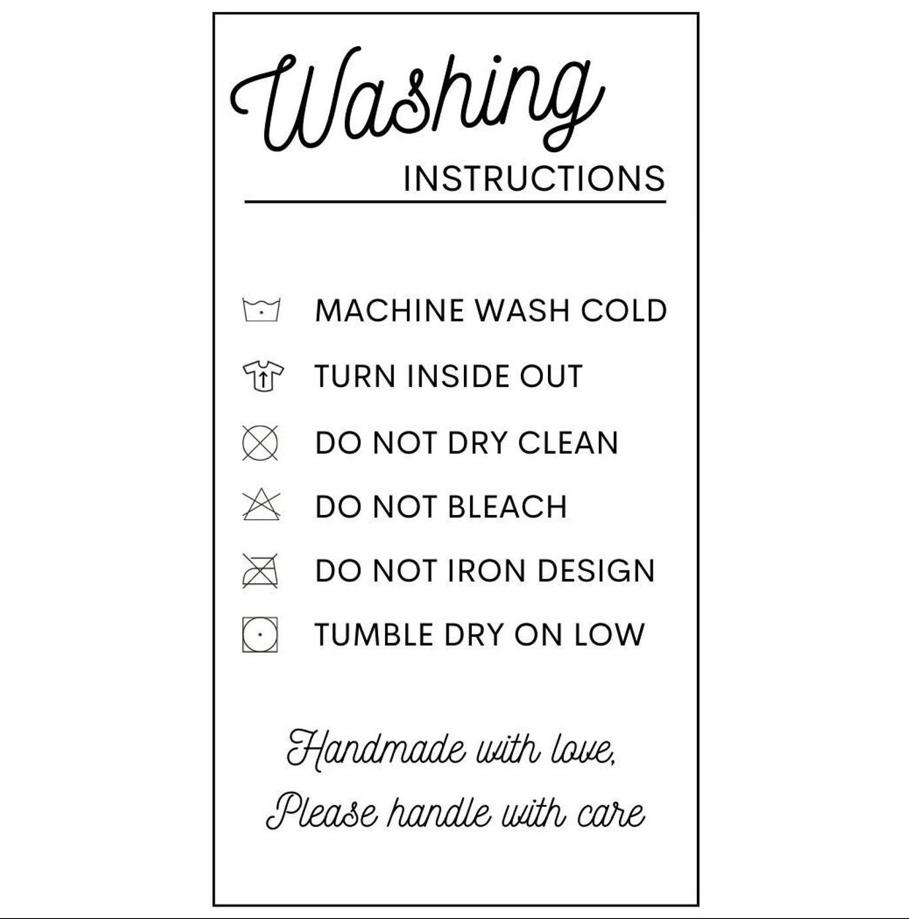 Washing
INSTRUCTIONS
MACHINE WASH COLD
TURN INSIDE OUT
DO NOT DRY CLEAN
DO NOT BLEACH
DO NOT IRON DESIGN
TUMBLE DRY ON LOW
Handmade with love,
Please handle with care